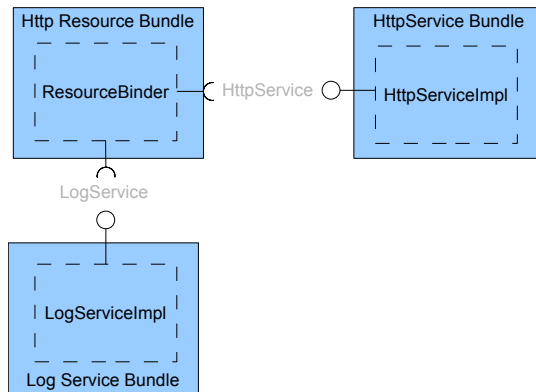 Http Resource Bundle
HttpService Bundle
ResourceBinder
HttpService
HttpServiceImpl
LogService
LogServiceImpl
Log Service Bundle